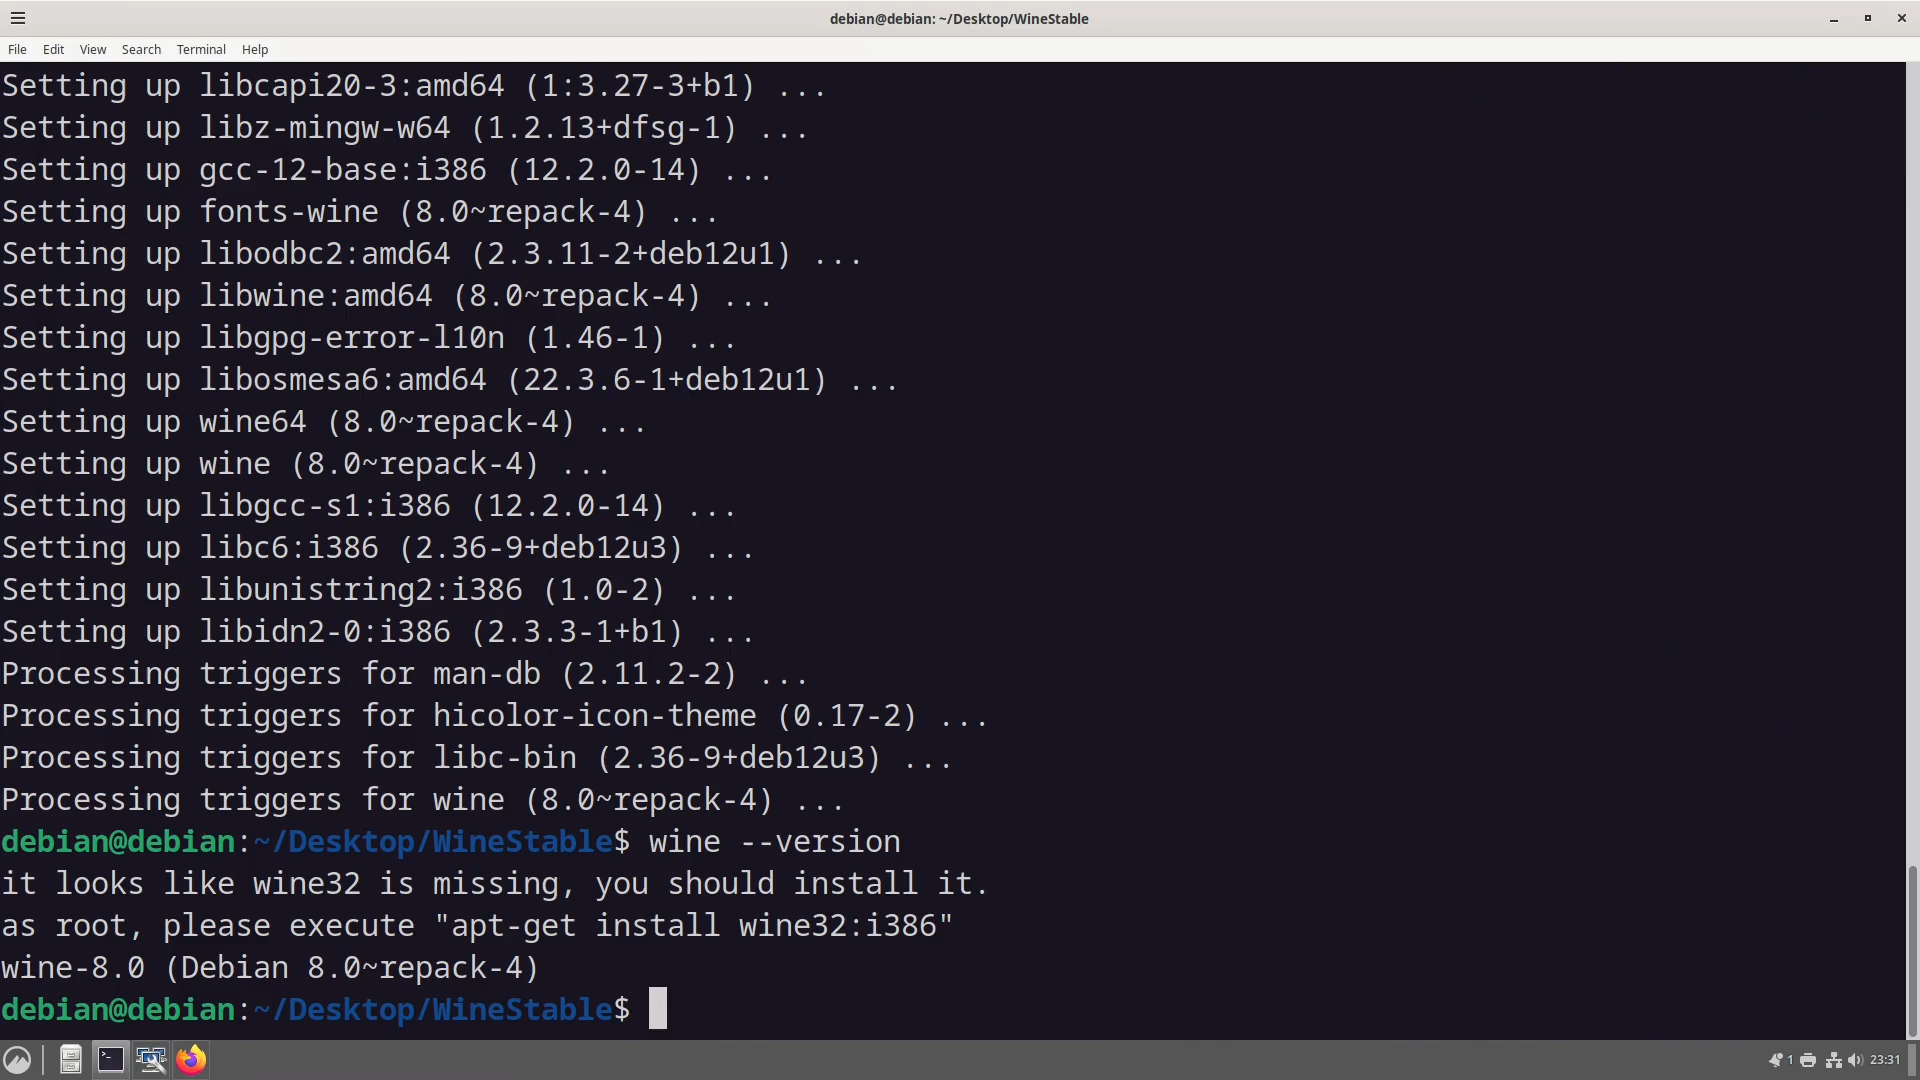 debian@debian: ~/Desktop/WineStable
File Edit View Search Terminal Help
Setting up libcapi20-3:amd64 (1:3.27-3+b1) ...
Setting up libz-mingw-w64 (1.2.13+dfsg-1) ...
Setting up gcc-12-base:i386 (12.2.0-14) ...
Setting up fonts-wine (8.0~repack-4) ...
Setting up libodbc2:amd64 (2.3.11-2+deb12u1) ...
Setting up libwine:amd64 (8.0~repack-4) ...
Setting up libgpg-error-l10n (1.46-1) ...
Setting up libosmesa6:amd64 (22.3.6-1+deb12u1) ...
Setting up wine64 (8.0~repack-4) ...
Setting up wine (8.0~repack-4) ...
Setting up libgcc-s1:i386 (12.2.0-14) ...
Setting up libc6:i386 (2.36-9+deb12u3) ...
Setting up libunistring2:i386 (1.0-2) ...
Setting up libidn2-0:i386 (2.3.3-1+b1) ...
Processing triggers for man-db (2.11.2-2) ...
Processing triggers for hicolor-icon-theme (0.17-2) ...
Processing triggers for libc-bin (2.36-9+deb12u3) ...
Processing triggers for wine (8.0~repack-4) ...
debian@debian:~/Desktop/WineStable$ wine --version
it looks like wine32 is missing, you should install it.
as root, please execute "apt-get install wine32:i386"
wine-8.0 (Debian 8.0~repack-4)
debian@debian:~/Desktop/WineStable$
1 23:31